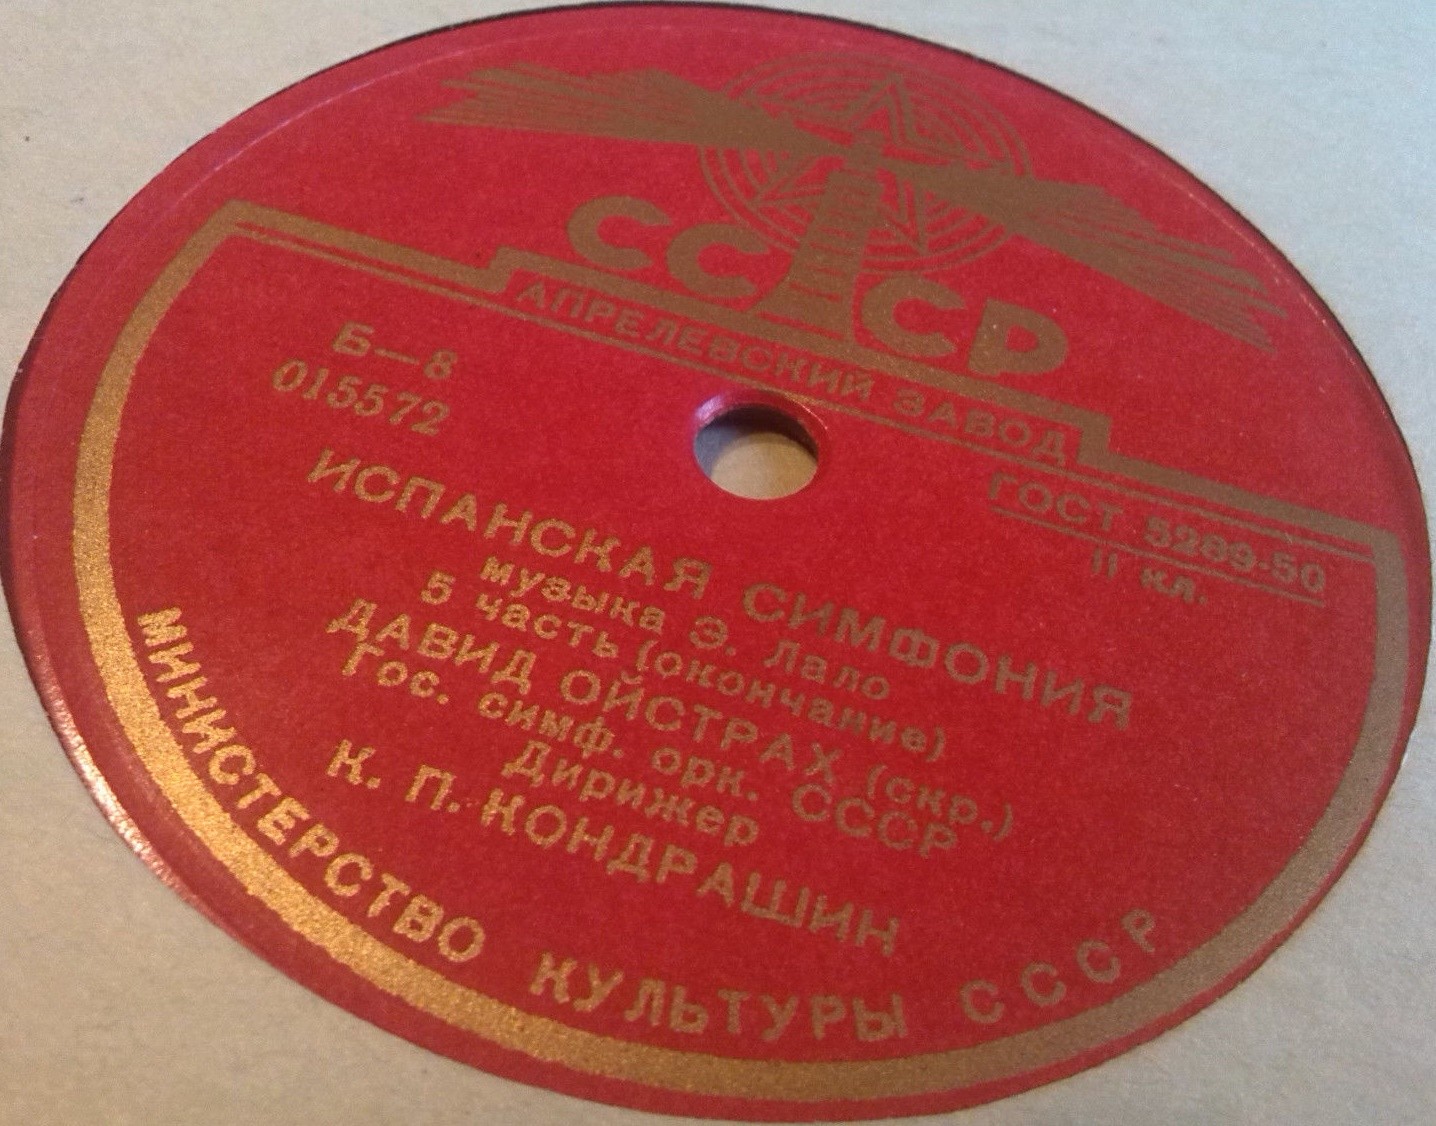 СССР
АПРЕЛЕВСКИЙ ЗАВОД
Б—8
015572
ГОСТ 5289-50
II кл.
ИСПАНСКАЯ СИМФОНИЯ
музыка Э. Лало
5 часть (окончание)
ДАВИД ОЙСТРАХ (скр.)
Гос. симф. орк. СССР
Дирижер
К. П. КОНДРАШИН
МИНИСТЕРСТВО КУЛЬТУРЫ СССР